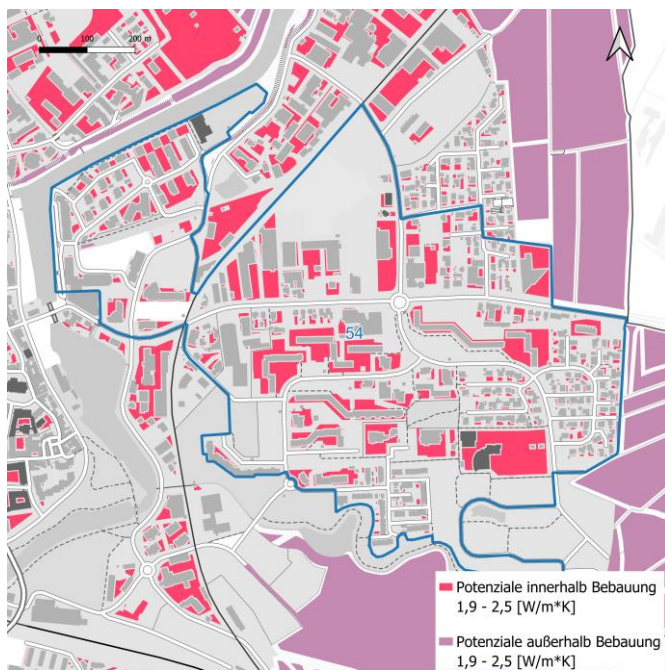 0 100 200 m
54
Potenziale innerhalb Bebauung
1,9 - 2,5 [W/m*K]
Potenziale außerhalb Bebauung
1,9 - 2,5 [W/m*K]